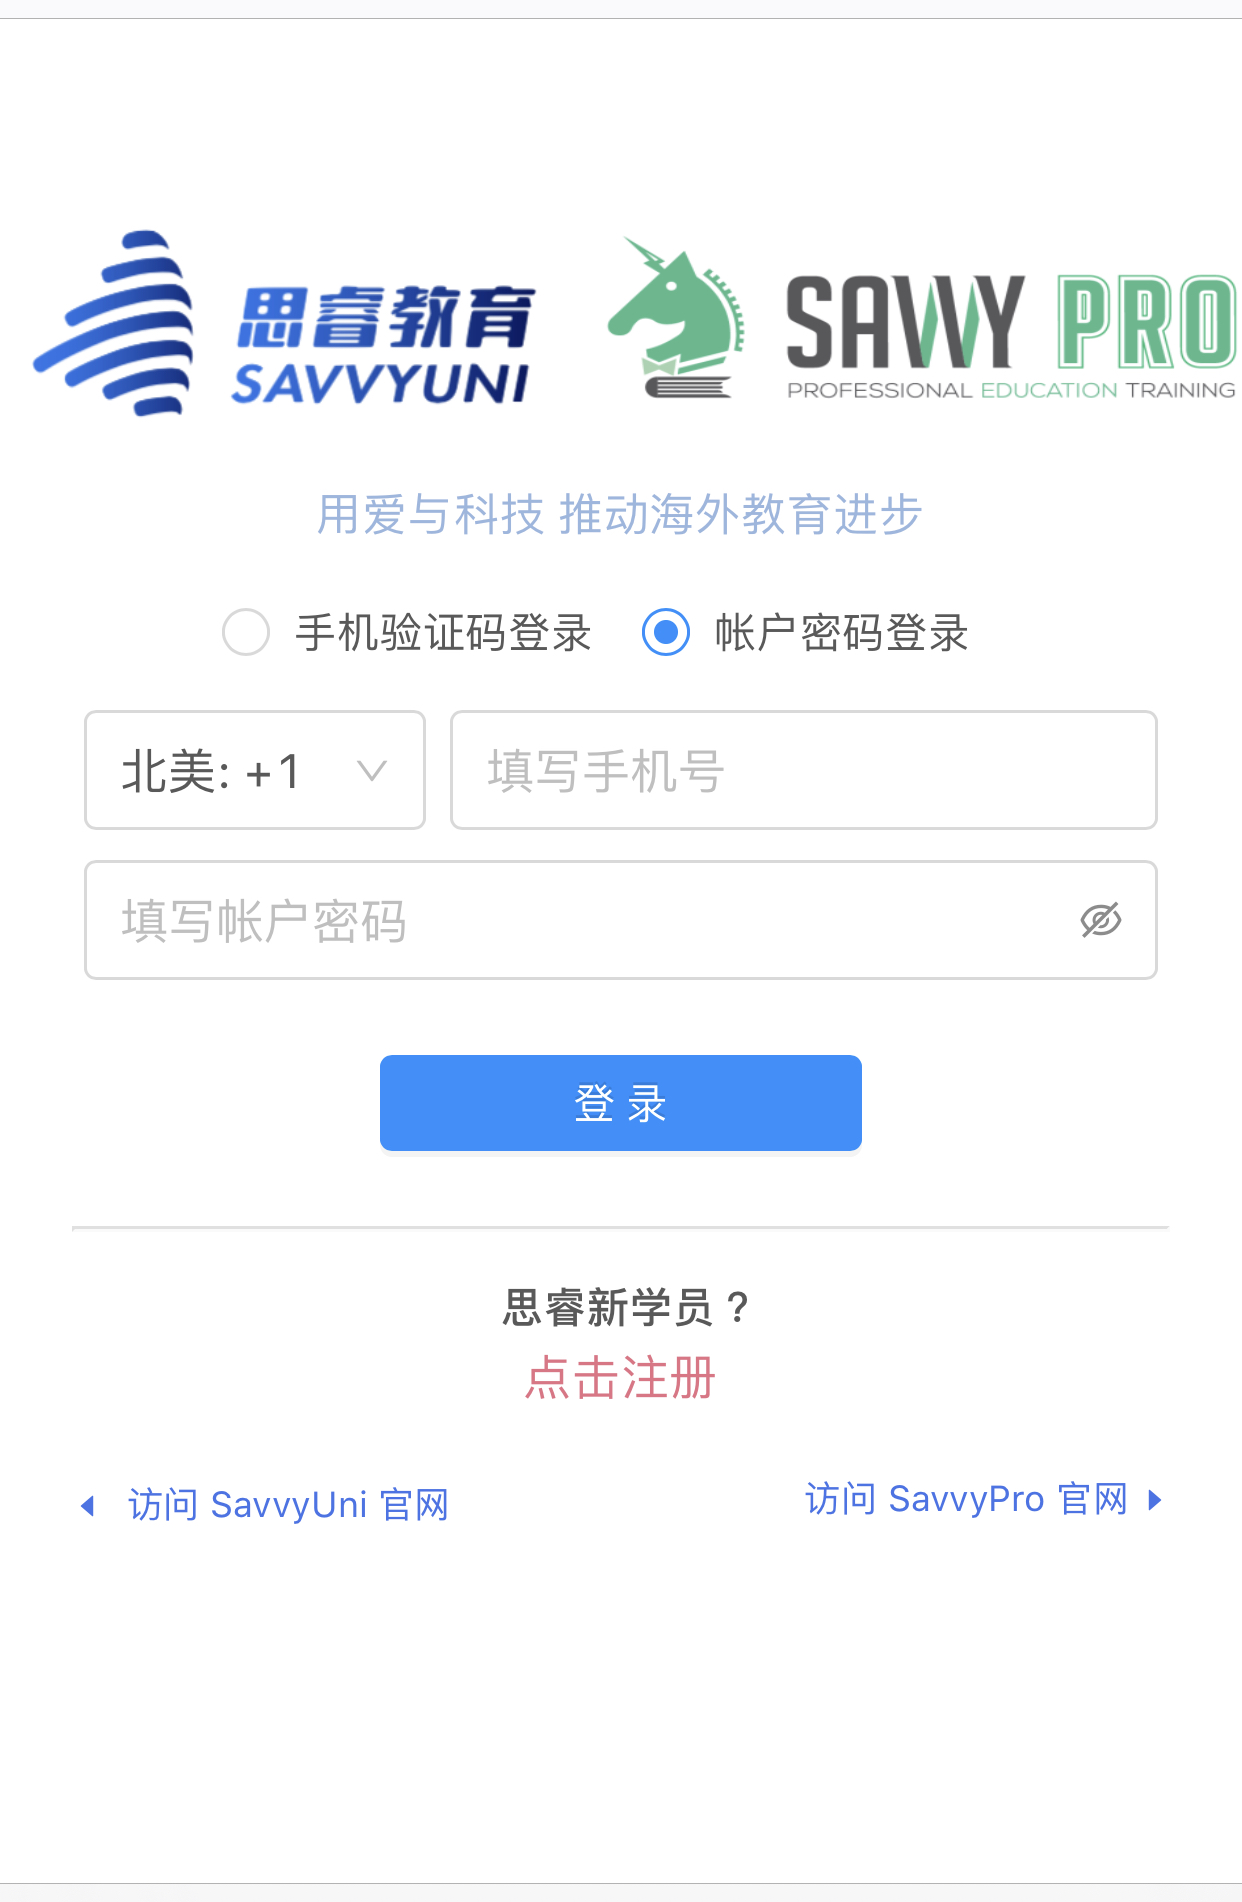 思睿教育
SAVVYUNI
SAVVY PRO
PROFESSIONAL EDUCATION TRAINING
用爱与科技 推动海外教育进步
手机验证码登录 帐户密码登录
北美: +1 填写手机号
填写帐户密码
登 录
思睿新学员？
点击注册
访问 SavvyUni 官网 访问 SavvyPro 官网